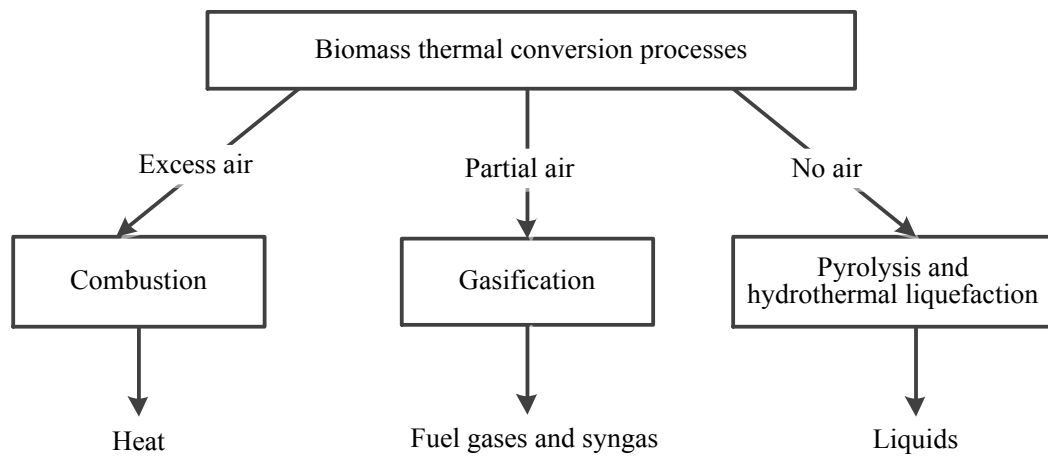 Biomass thermal conversion processes
Excess air
Partial air
No air
Combustion
Gasification
Pyrolysis and
hydrothermal liquefaction
Heat
Fuel gases and syngas
Liquids